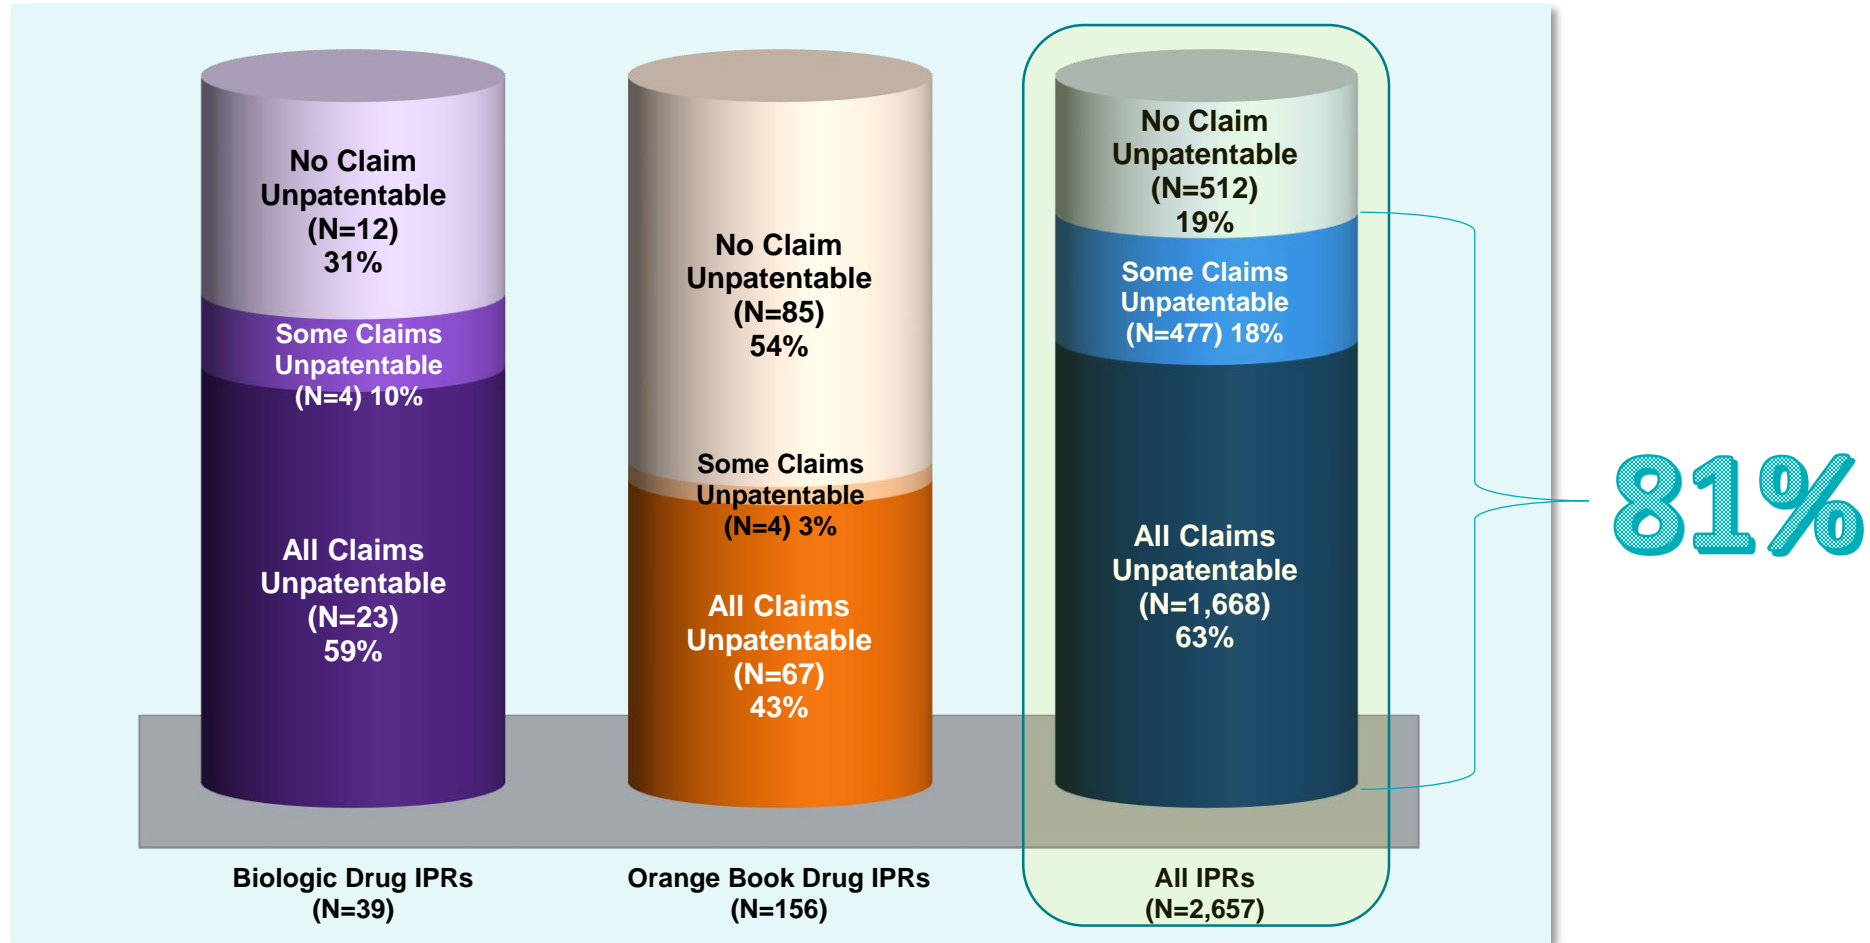 No Claim
Unpatentable
(N=12)
31%
Some Claims
Unpatentable
(N=4) 10%
All Claims
Unpatentable
(N=23)
59%
Biologic Drug IPRs
(N=39)
No Claim
Unpatentable
(N=85)
54%
Some Claims
Unpatentable
(N=4) 3%
All Claims
Unpatentable
(N=67)
43%
Orange Book Drug IPRs
(N=156)
No Claim
Unpatentable
(N=512)
19%
Some Claims
Unpatentable
(N=477) 18%
All Claims
Unpatentable
(N=1,668)
63%
All IPRs
(N=2,657)
81%